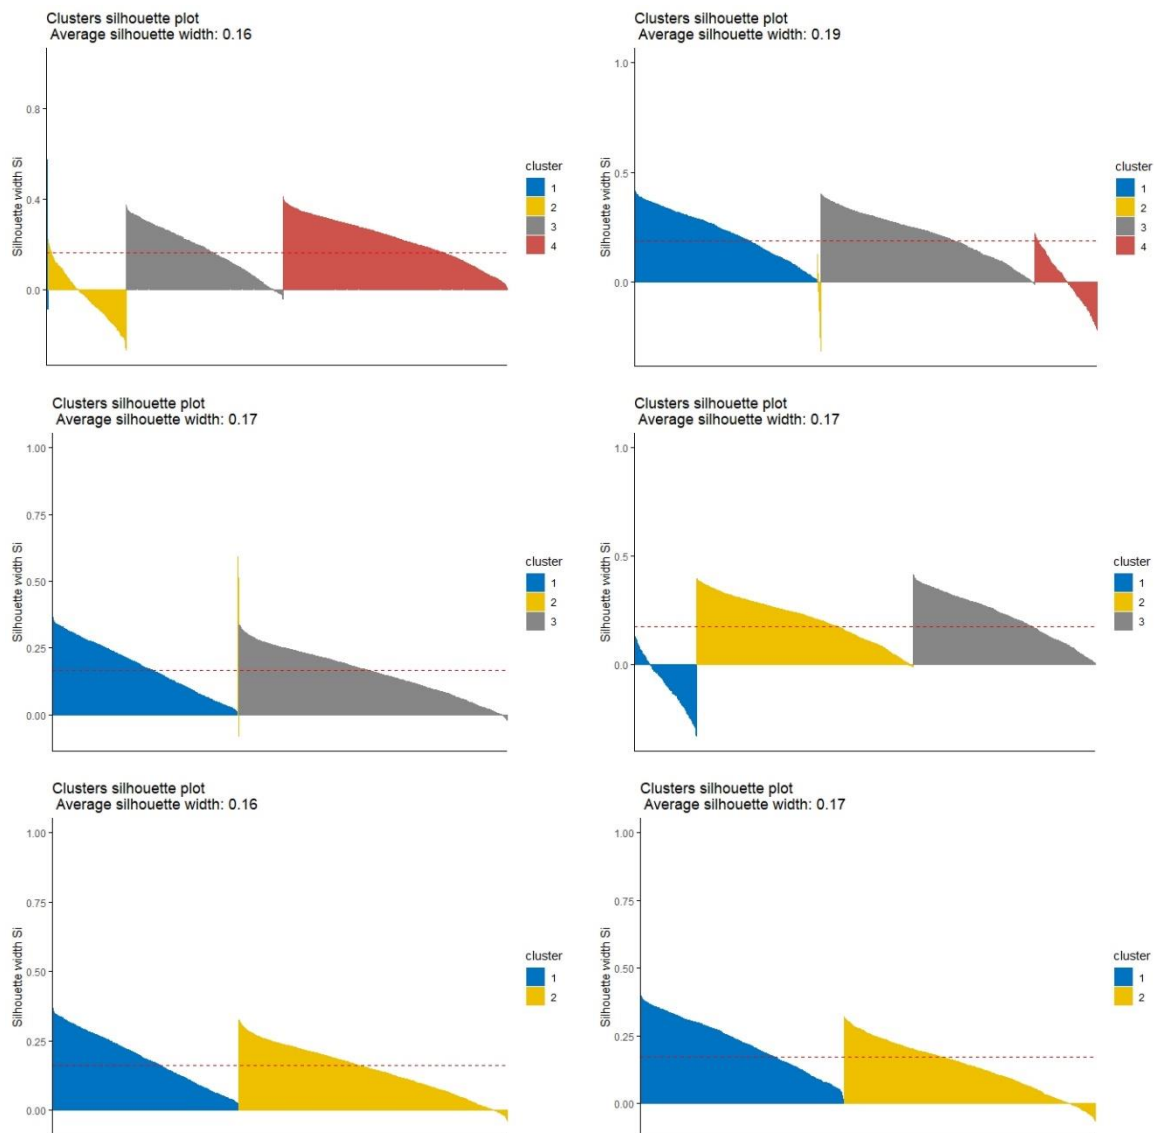 Clusters silhouette plot
Average silhouette width: 0.16
0.8
0.4
0.0
Silhouette width Si
cluster
1
2
3
4
Clusters silhouette plot
Average silhouette width: 0.19
1.0
0.5
0.0
Silhouette width Si
cluster
1
2
3
4
Clusters silhouette plot
Average silhouette width: 0.17
1.00
0.75
0.50
0.25
0.00
Silhouette width Si
cluster
1
2
3
Clusters silhouette plot
Average silhouette width: 0.17
1.0
0.5
0.0
Silhouette width Si
cluster
1
2
3
Clusters silhouette plot
Average silhouette width: 0.16
1.00
0.75
0.50
0.25
0.00
Silhouette width Si
cluster
1
2
Clusters silhouette plot
Average silhouette width: 0.17
1.00
0.75
0.50
0.25
0.00
Silhouette width Si
cluster
1
2